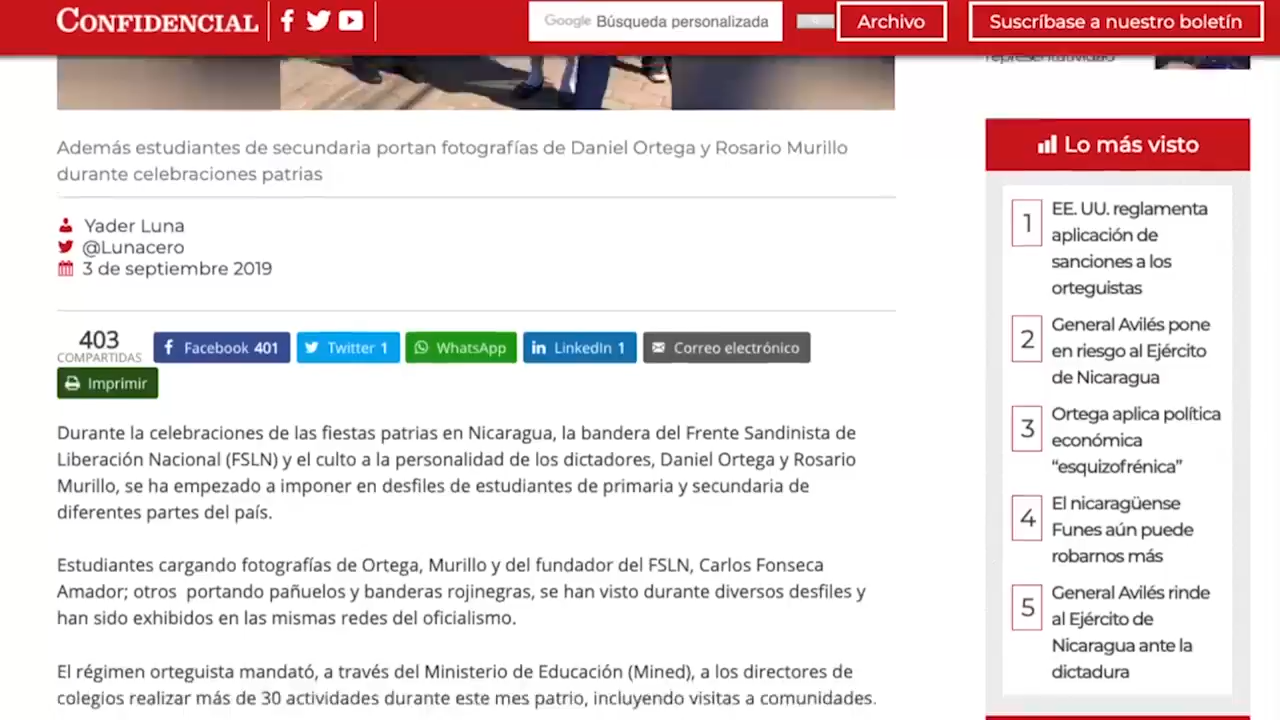 CONFIDENCIAL
Google Búsqueda personalizada
Archivo
Suscríbase a nuestro boletín
representatividad
Además estudiantes de secundaria portan fotografías de Daniel Ortega y Rosario Murillo
durante celebraciones patrias
Yader Luna
@Lunacero
3 de septiembre 2019
403
COMPARTIDAS
Facebook 401
Twitter 1
WhatsApp
LinkedIn 1
Correo electrónico
Imprimir
Durante la celebraciones de las fiestas patrias en Nicaragua, la bandera del Frente Sandinista de
Liberación Nacional (FSLN) y el culto a la personalidad de los dictadores, Daniel Ortega y Rosario
Murillo, se ha empezado a imponer en desfiles de estudiantes de primaria y secundaria de
diferentes partes del país.
Estudiantes cargando fotografías de Ortega, Murillo y del fundador del FSLN, Carlos Fonseca
Amador; otros portando pañuelos y banderas rojinegras, se han visto durante diversos desfiles y
han sido exhibidos en las mismas redes del oficialismo.
El régimen orteguista mandató, a través del Ministerio de Educación (Mined), a los directores de
colegios realizar más de 30 actividades durante este mes patrio, incluyendo visitas a comunidades.
Lo más visto
1
EE. UU. reglamenta
aplicación de
sanciones a los
orteguistas
2
General Avilés pone
en riesgo al Ejército
de Nicaragua
3
Ortega aplica política
económica
“esquizofrénica”
4
El nicaragüense
Funes aún puede
robarnos más
5
General Avilés rinde
al Ejército de
Nicaragua ante la
dictadura